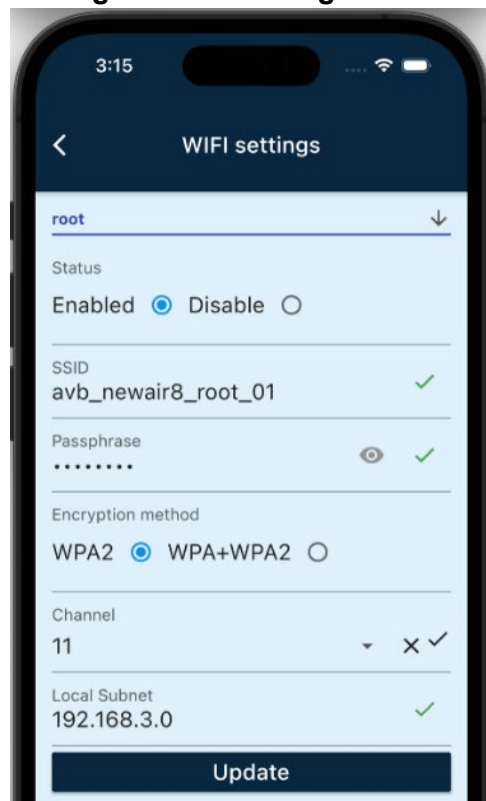 3:15
WIFI settings
root
Status
Enabled Disable
SSID
avb_newair8_root_01
Passphrase
••••••••
Encryption method
WPA2 WPA+WPA2
Channel
11
Local Subnet
192.168.3.0
Update